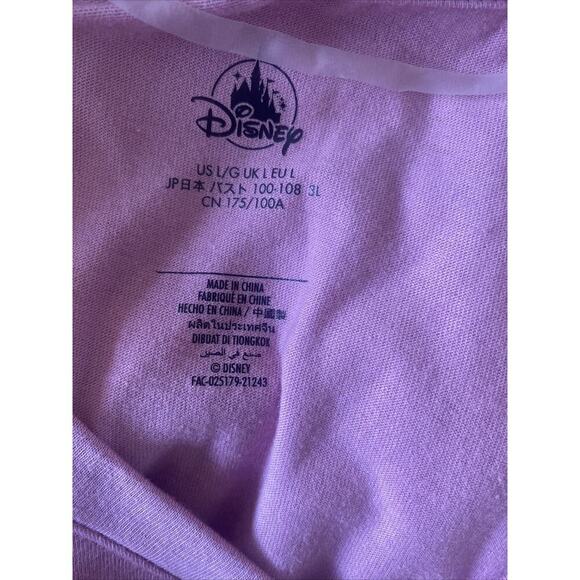 Disney
US L/G UK L EU L
JP日本 バスト 100-108 3L
CN 175/100A
MADE IN CHINA
FABRIQUÉ EN CHINE
HECHO EN CHINA / 中國製
ผลิตในประเทศจีน
DIBUAT DI TIONGKOK
صنع في الصين
© DISNEY
FAC-025179-21243